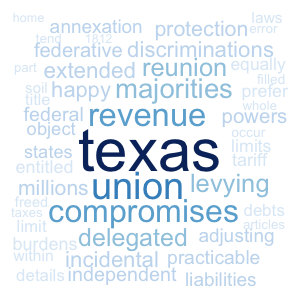 home laws
annexation protection
tend 1812 error
federative discriminations
part reunion equally
extended filled
soil happy majorities prefer
title whole
federal revenue powers
object occur
states texas limits
entitled tariff
millions union levying
freed
taxes compromises debts
limit articles
burdens delegated adjusting
within incidental practicable
details independent liabilities